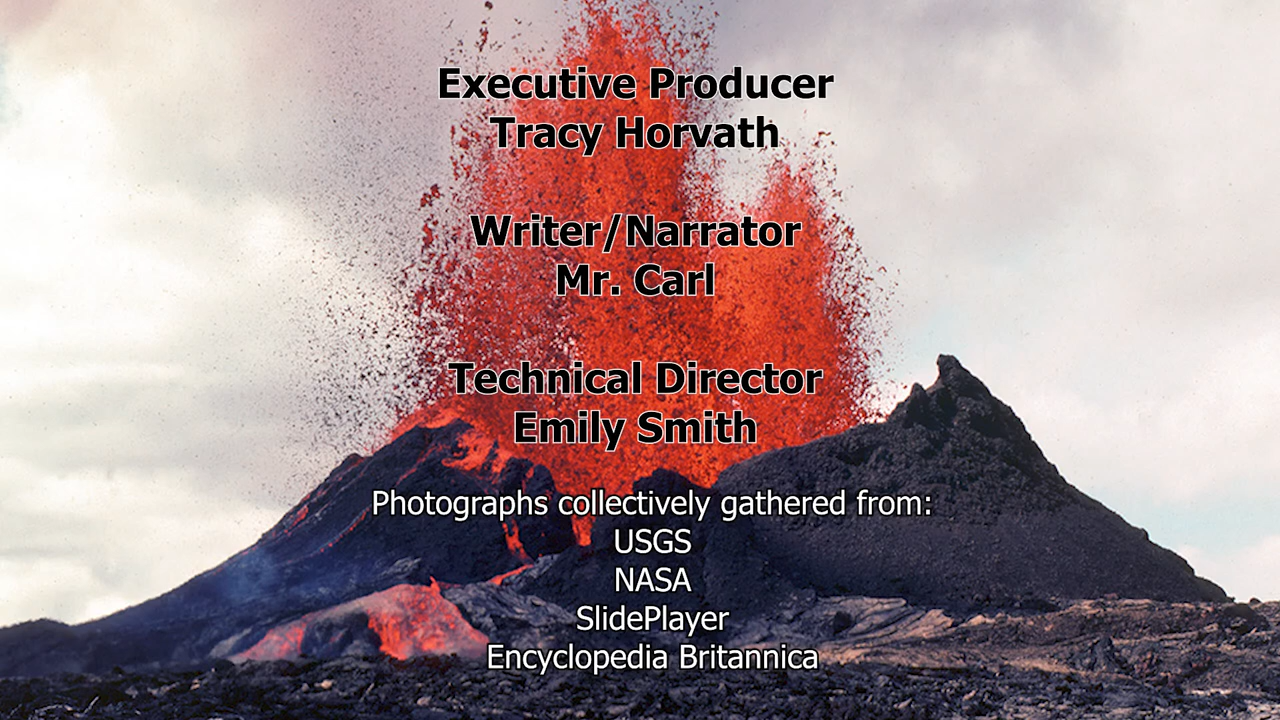 Executive Producer
Tracy Horvath
Writer/Narrator
Mr. Carl
Technical Director
Emily Smith
Photographs collectively gathered from:
USGS
NASA
SlidePlayer
Encyclopedia Britannica